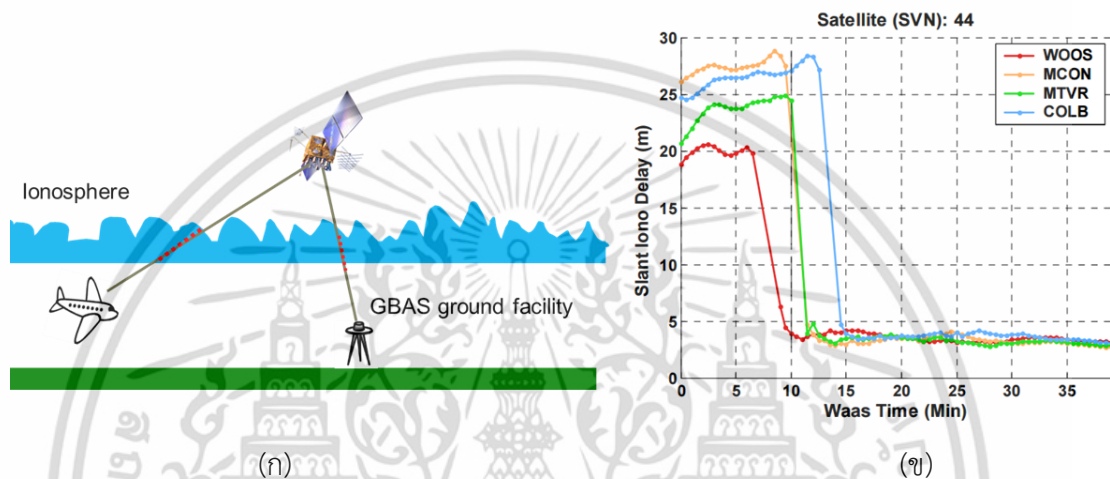 Ionosphere
GBAS ground facility
(ก)
Satellite (SVN): 44
Slant Iono Delay (m)
30
25
20
15
10
5
0
WOOS
MCON
MTVR
COLB
0 5 10 15 20 25 30 35
Waas Time (Min)
(ข)